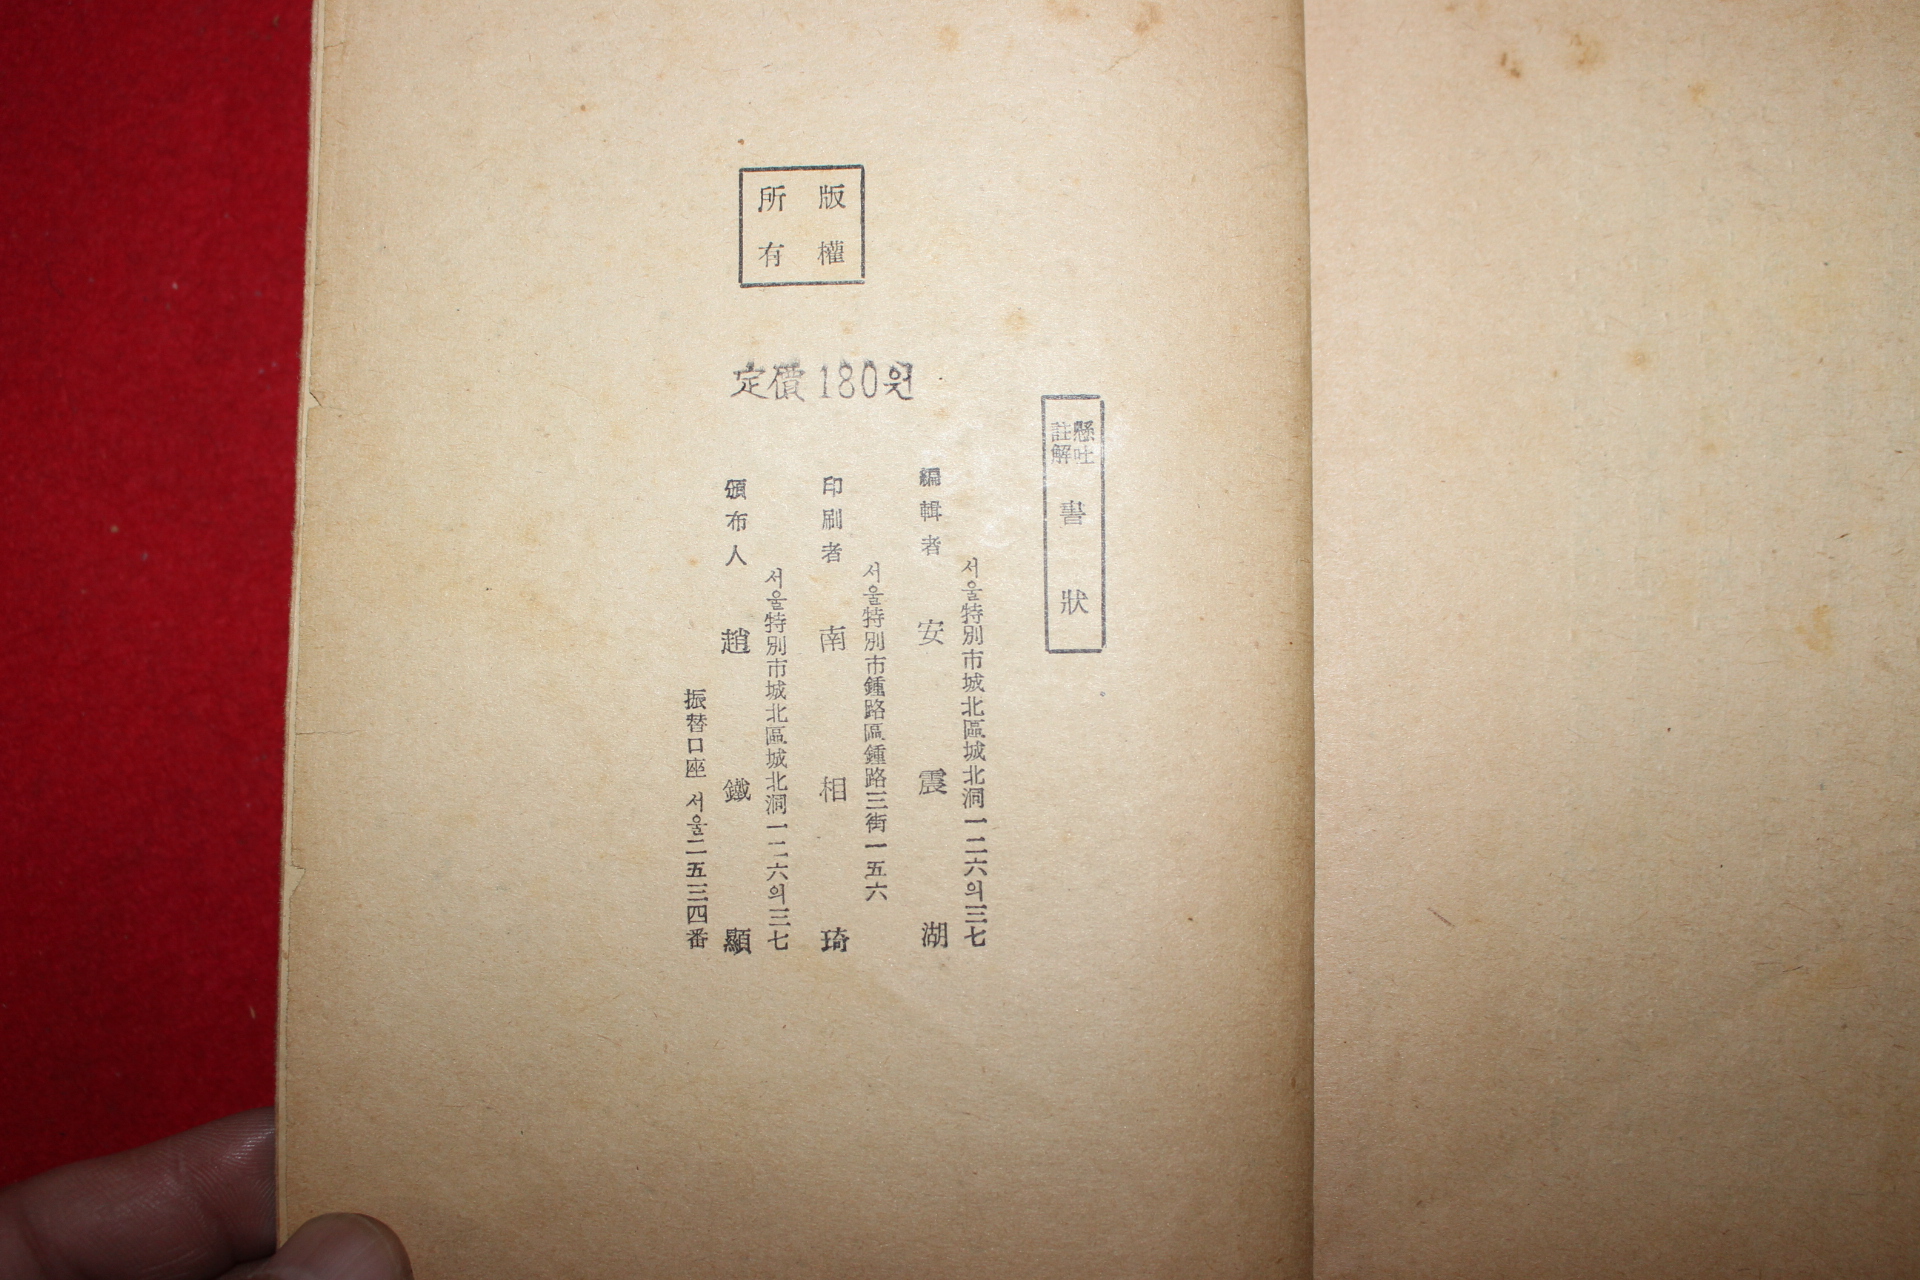 懸吐
註解
書狀
서울特別市城北區城北洞一二六의三七
編輯者 安震湖
서울特別市鍾路區鍾路三街一五六
印刷者 南相琦
서울特別市城北區城北洞一二六의三七
頒布人 趙鐵顯
振替口座 서울二五三四番
定價180원
版權
所有